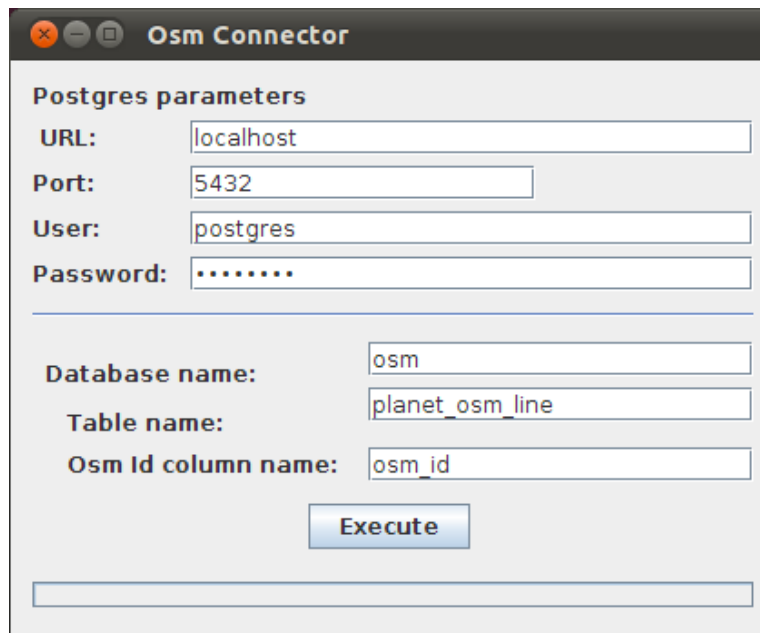 Osm Connector
Postgres parameters
URL: localhost
Port: 5432
User: postgres
Password: ••••••••
Database name: osm
Table name: planet_osm_line
Osm Id column name: osm_id
Execute